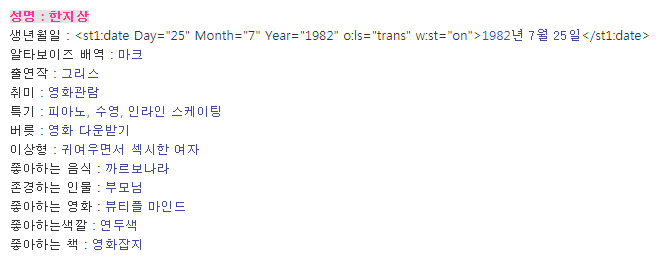 성명 : 한지상
생년월일 : <st1:date Day="25" Month="7" Year="1982" o:ls="trans" w:st="on">1982년 7월 25일</st1:date>
알타보이즈 배역 : 마크
출연작 : 그리스
취미 : 영화관람
특기 : 피아노, 수영, 인라인 스케이팅
버릇 : 영화 다운받기
이상형 : 귀여우면서 섹시한 여자
좋아하는 음식 : 까르보나라
존경하는 인물 : 부모님
좋아하는 영화 : 뷰티플 마인드
좋아하는색깔 : 연두색
좋아하는 책 : 영화잡지